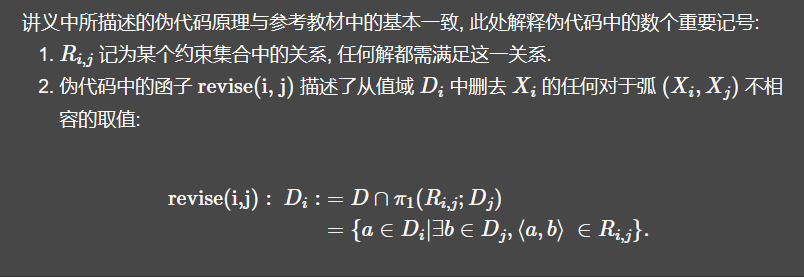 讲义中所描述的伪代码原理与参考教材中的基本一致, 此处解释伪代码中的数个重要记号:
1. R_{i,j} 记为某个约束集合中的关系, 任何解都需满足这一关系.
2. 伪代码中的函子 revise(i, j) 描述了从值域 D_i 中删去 X_i 的任何对于弧 (X_i, X_j) 不相
容的取值:
revise(i,j) : D_i := D ∩ π_1(R_{i,j}; D_j)
= {a ∈ D_i|∃b ∈ D_j, ⟨a, b⟩ ∈ R_{i,j}}.